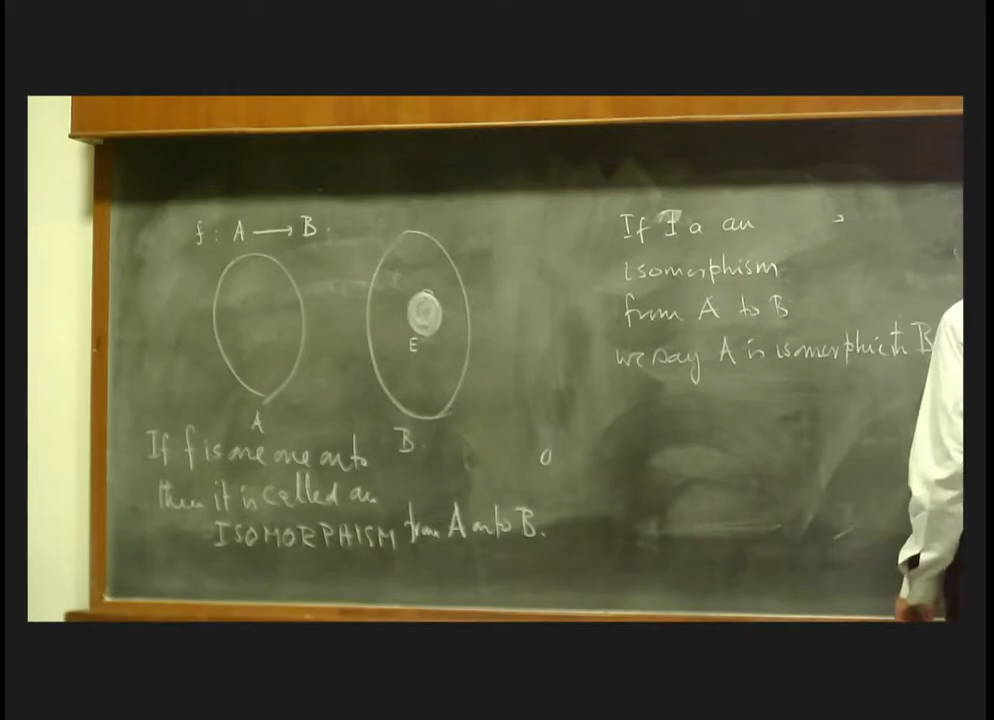 f : A → B.
A
E
B.
If f is one one onto
then it is called an
ISOMORPHISM from A onto B.
If ∃ a an
isomorphism
from A to B
we say A is isomorphic to B